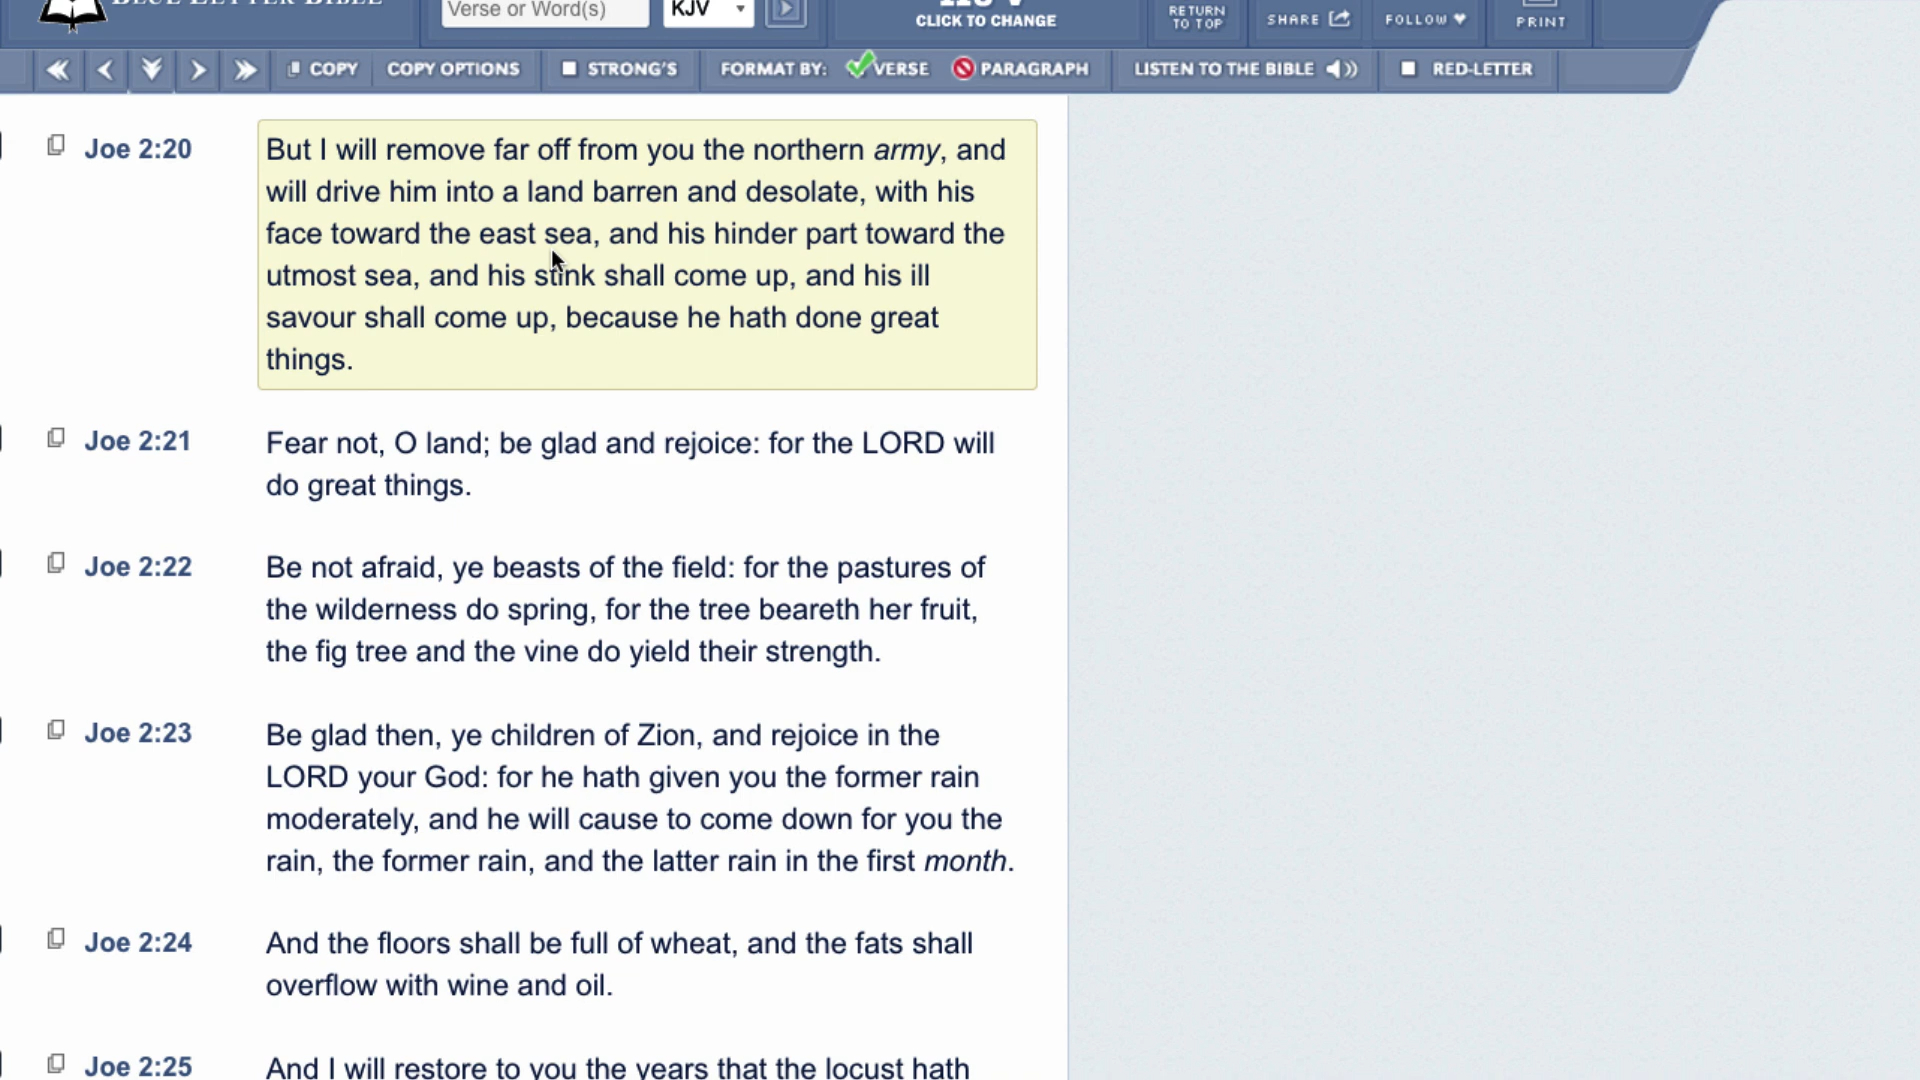 BLUE LETTER BIBLE
Verse or Word(s)
KJV
CLICK TO CHANGE
RETURN
TO TOP
SHARE
FOLLOW
PRINT
COPY
COPY OPTIONS
STRONG'S
FORMAT BY:
VERSE
PARAGRAPH
LISTEN TO THE BIBLE
RED-LETTER
Joe 2:20
But I will remove far off from you the northern army, and
will drive him into a land barren and desolate, with his
face toward the east sea, and his hinder part toward the
utmost sea, and his stink shall come up, and his ill
savour shall come up, because he hath done great
things.
Joe 2:21
Fear not, O land; be glad and rejoice: for the LORD will
do great things.
Joe 2:22
Be not afraid, ye beasts of the field: for the pastures of
the wilderness do spring, for the tree beareth her fruit,
the fig tree and the vine do yield their strength.
Joe 2:23
Be glad then, ye children of Zion, and rejoice in the
LORD your God: for he hath given you the former rain
moderately, and he will cause to come down for you the
rain, the former rain, and the latter rain in the first month.
Joe 2:24
And the floors shall be full of wheat, and the fats shall
overflow with wine and oil.
Joe 2:25
And I will restore to you the years that the locust hath